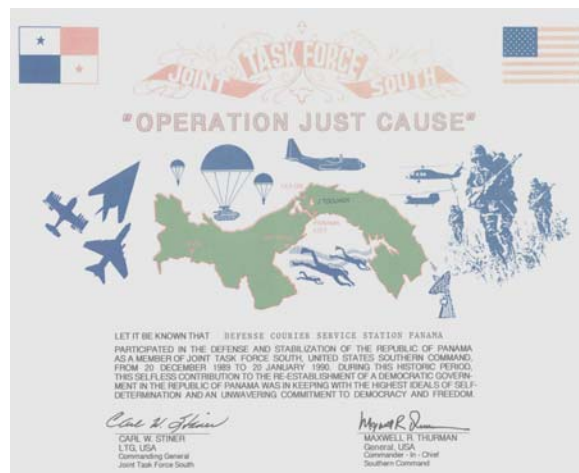 JOINT TASK FORCE SOUTH
"OPERATION JUST CAUSE"
LET IT BE KNOWN THAT DEFENSE COURIER SERVICE STATION PANAMA
PARTICIPATED IN THE DEFENSE AND STABILIZATION OF THE REPUBLIC OF PANAMA
AS A MEMBER OF JOINT TASK FORCE SOUTH, UNITED STATES SOUTHERN COMMAND,
FROM 20 DECEMBER 1989 TO 20 JANUARY 1990. DURING THIS HISTORIC PERIOD,
THIS SELFLESS CONTRIBUTION TO THE RE-ESTABLISHMENT OF A DEMOCRATIC GOVERN-
MENT IN THE REPUBLIC OF PANAMA WAS IN KEEPING WITH THE HIGHEST IDEALS OF SELF-
DETERMINATION AND AN UNWAVERING COMMITMENT TO DEMOCRACY AND FREEDOM.
Carl W. Stiner
CARL W. STINER
LTG, USA
Commanding General
Joint Task Force South
MAXWELL R. THURMAN
General, USA
Commander - In - Chief
Southern Command